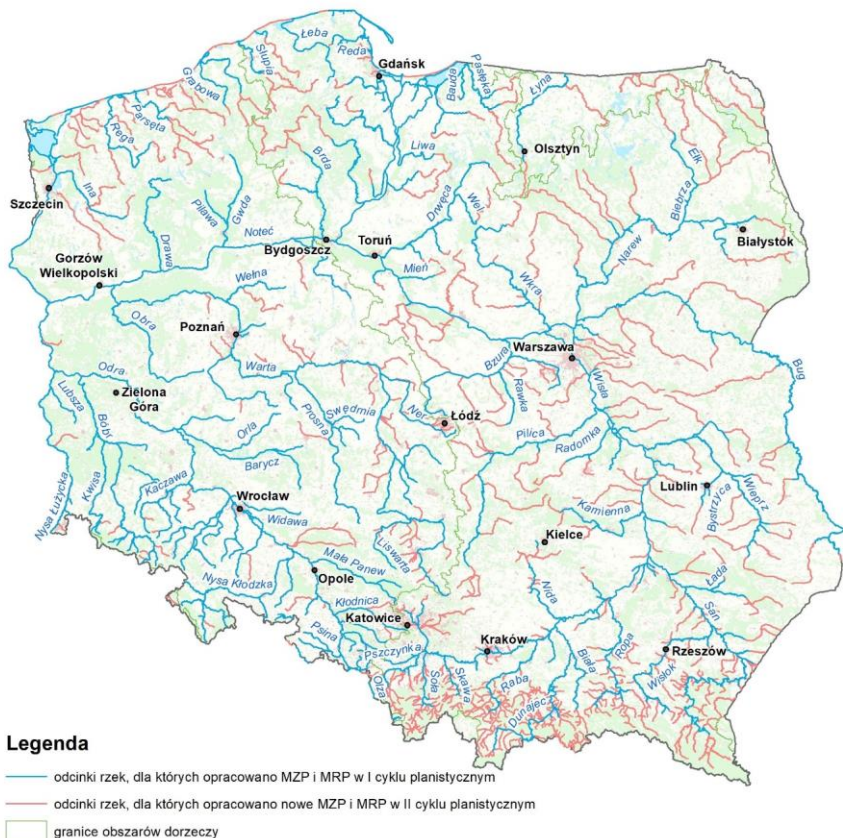 Łeba
Reda
Słupia
Gdańsk
Grabowa
Bauda
Pasłęka
Łyna
Parsęta
Rega
Liwa
Olsztyn
Brda
Ełk
Szczecin
Ina
Drwęca
Wel
Biebrza
Piława
Gwda
Noteć
Toruń
Białystok
Drawa
Bydgoszcz
Narew
Gorzów
Wielkopolski
Mień
Wełna
Wkra
Obra
Poznań
Warszawa
Bzura
Bug
Odra
Warta
Wisła
Rawka
Zielona
Góra
Lubsza
Bóbr
Prosna
Swędrnia
Ner
Łódź
Orla
Pilica
Radomka
Barycz
Kaczawa
Kwisa
Nysa Łużycka
Wrocław
Lublin
Bystrzyca
Wieprz
Widawa
Kamienna
Kielce
Liswarta
Mała Panew
Opole
Łada
Nysa Kłodzka
Nida
San
Kłodnica
Katowice
Psina
Pszczynka
Kraków
Ropa
Rzeszów
Biała
Wisłok
Olza
Soła
Skawa
Raba
Dunajec
Legenda
odcinki rzek, dla których opracowano MZP i MRP w I cyklu planistycznym
odcinki rzek, dla których opracowano nowe MZP i MRP w II cyklu planistycznym
granice obszarów dorzeczy